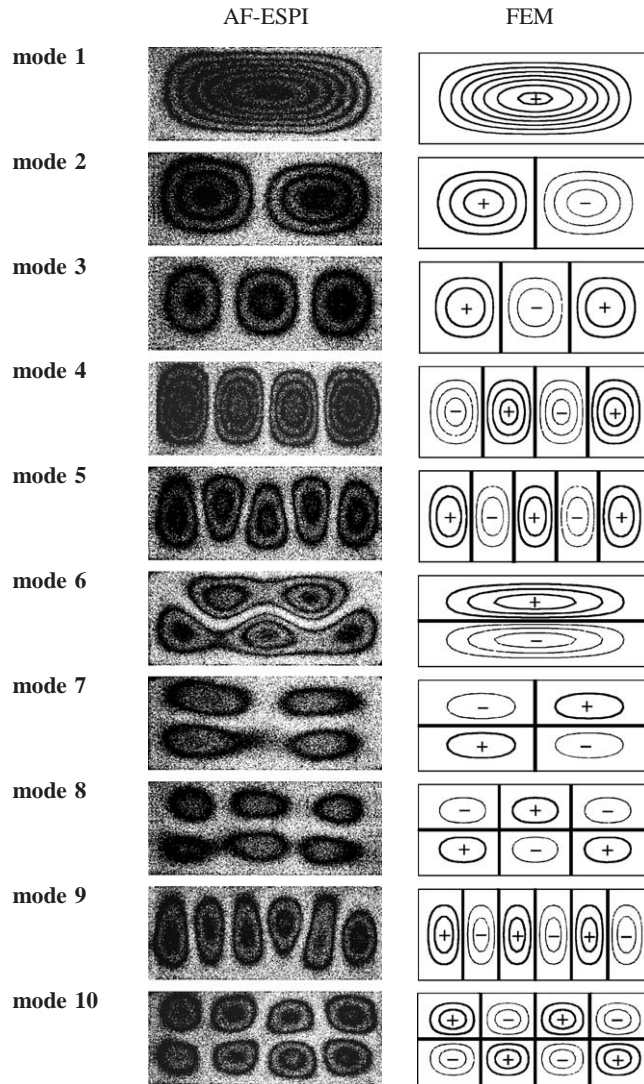 AF-ESPI FEM
mode 1
+
mode 2
+ −
mode 3
+ − +
mode 4
− + − +
mode 5
+ − + − +
mode 6
+
−
mode 7
− +
+ −
mode 8
− + −
+ − +
mode 9
+ − + − + −
mode 10
+ − + −
− + − +